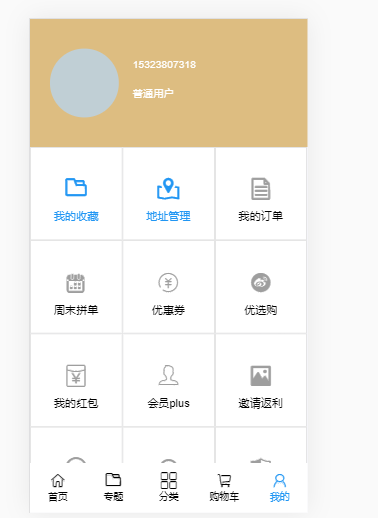 15323807318
普通用户
我的收藏 地址管理 我的订单
周末拼单 优惠券 优选购
我的红包 会员plus 邀请返利
首页 专题 分类 购物车 我的